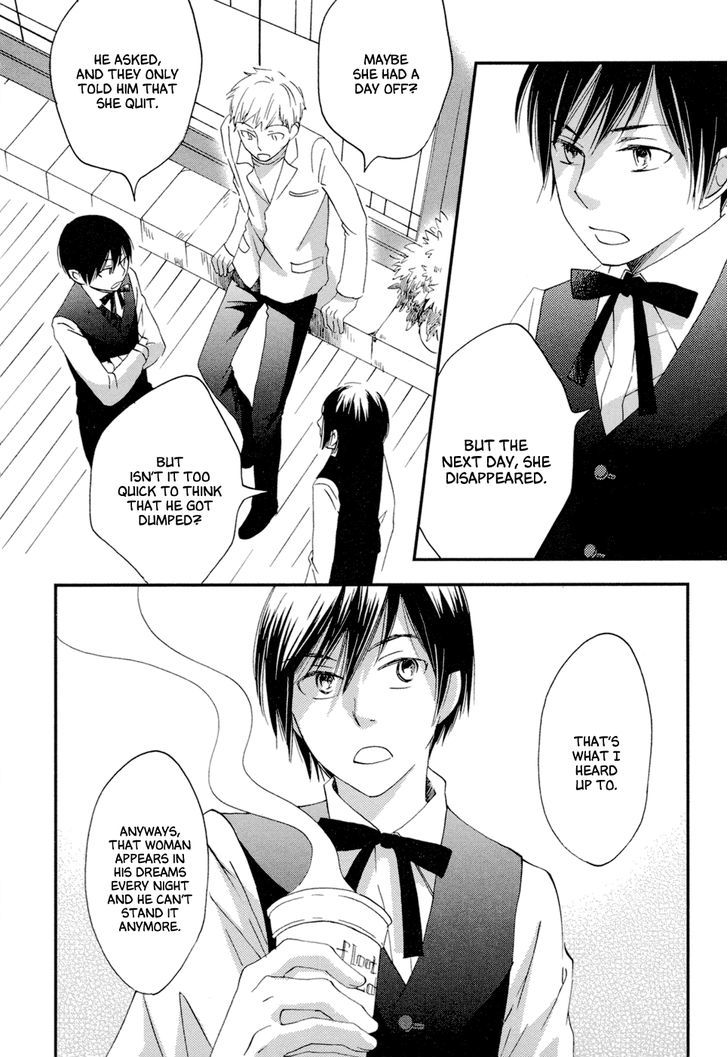 BUT THE
NEXT DAY, SHE
DISAPPEARED.
MAYBE
SHE HAD A
DAY OFF?
HE ASKED,
AND THEY ONLY
TOLD HIM THAT
SHE QUIT.
BUT
ISN'T IT TOO
QUICK TO THINK
THAT HE GOT
DUMPED?
THAT'S
WHAT I
HEARD
UP TO.
ANYWAYS,
THAT WOMAN
APPEARS IN
HIS DREAMS
EVERY NIGHT
AND HE CAN'T
STAND IT
ANYMORE.